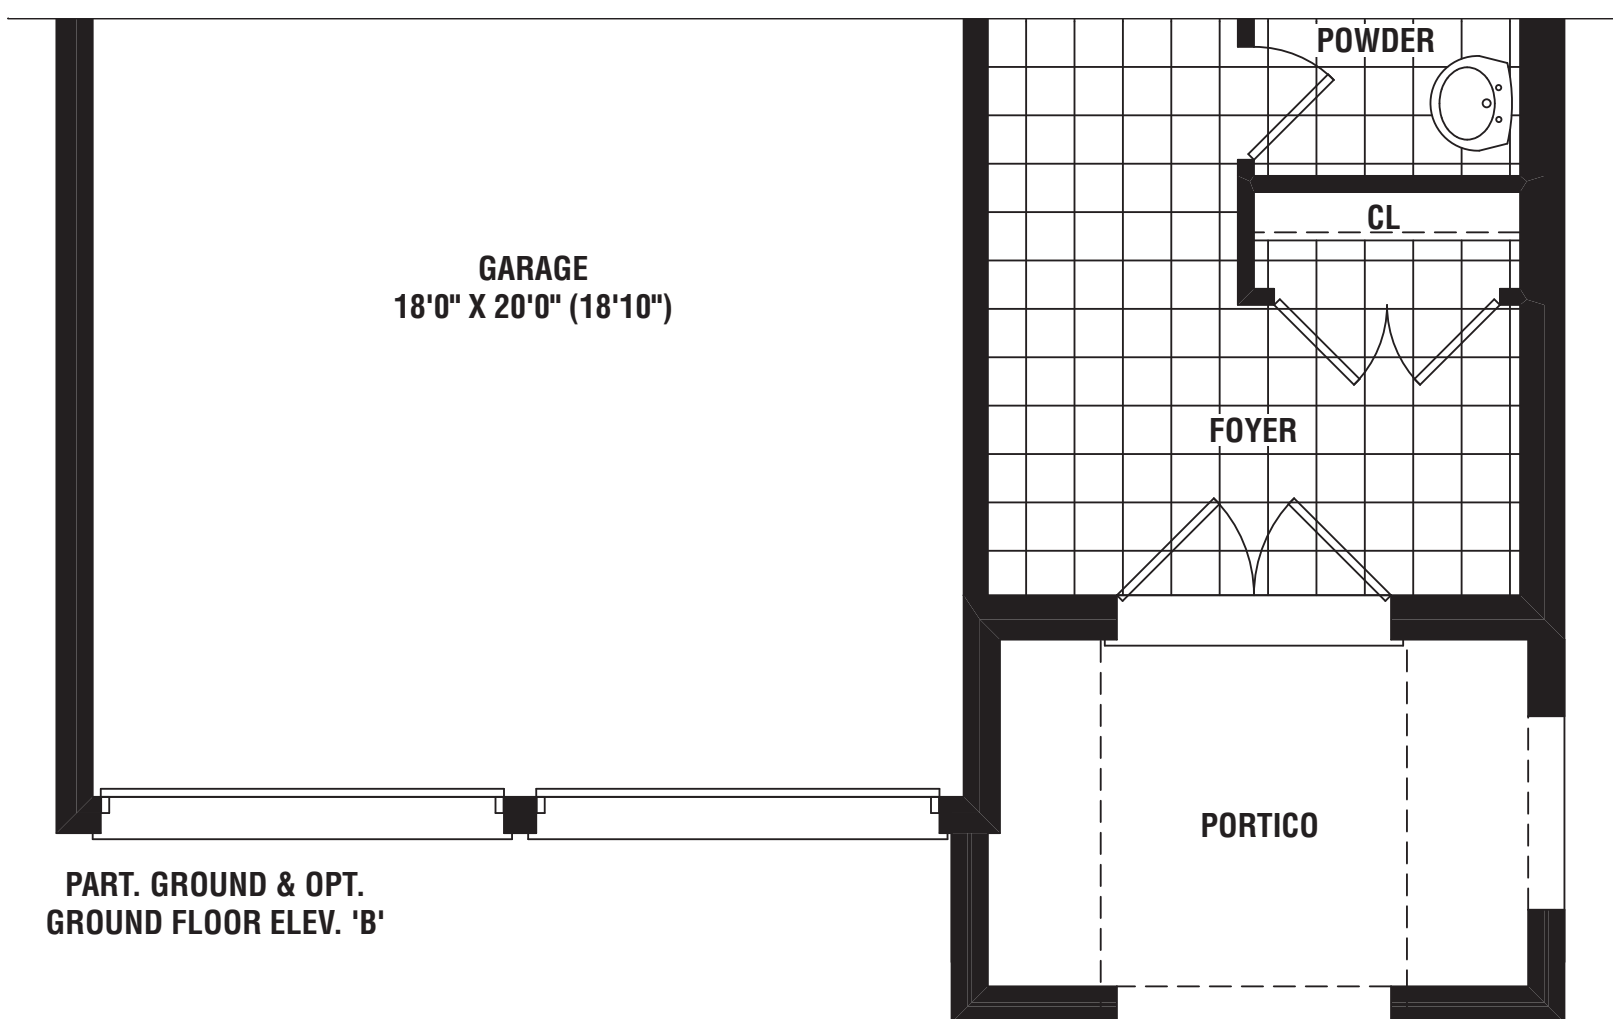 POWDER
CL
GARAGE
18'0" X 20'0" (18'10")
FOYER
PORTICO
PART. GROUND & OPT.
GROUND FLOOR ELEV. 'B'